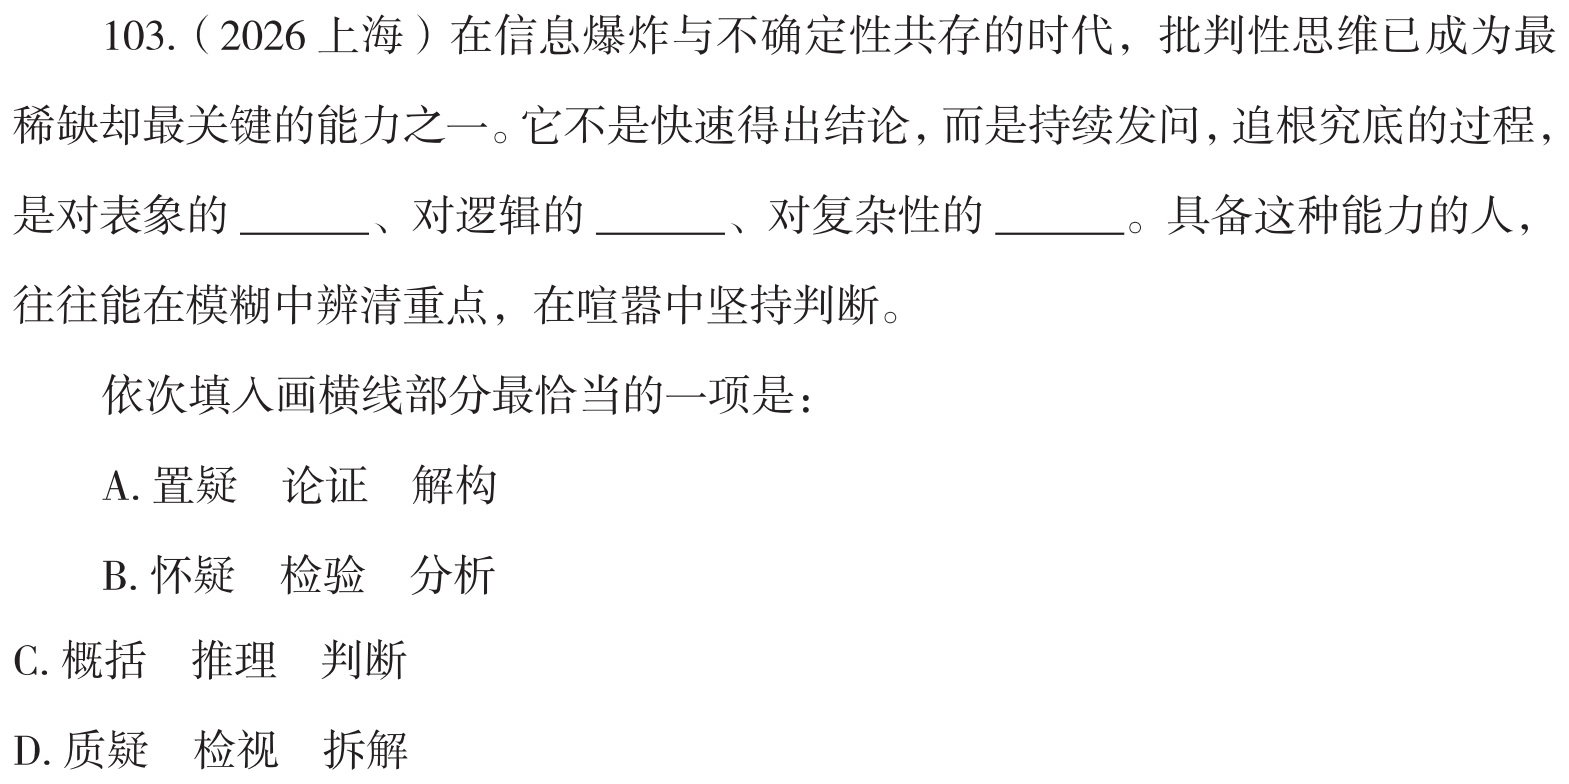 103.（2026 上海）在信息爆炸与不确定性共存的时代，批判性思维已成为最
稀缺却最关键的能力之一。它不是快速得出结论，而是持续发问，追根究底的过程，
是对表象的 ______、对逻辑的 ______、对复杂性的 ______。具备这种能力的人，
往往能在模糊中辨清重点，在喧嚣中坚持判断。
依次填入画横线部分最恰当的一项是：
A. 置疑　论证　解构
B. 怀疑　检验　分析
C. 概括　推理　判断
D. 质疑　检视　拆解